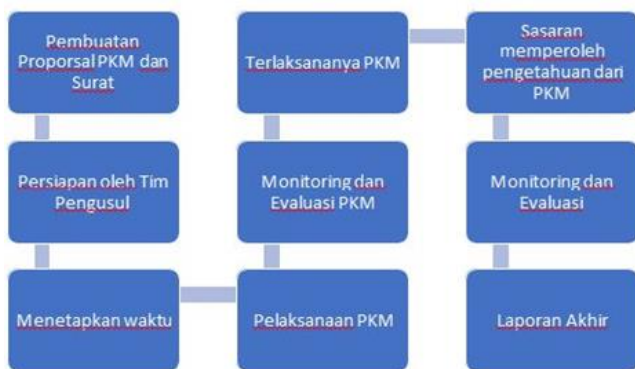 Pembuatan
Proporsal PKM dan
Surat
Persiapan oleh Tim
Pengusul
Menetapkan waktu
Pelaksanaan PKM
Monitoring dan
Evaluasi PKM
Terlaksananya PKM
Sasaran
memperoleh
pengetahuan dari
PKM
Monitoring dan
Evaluasi
Laporan Akhir